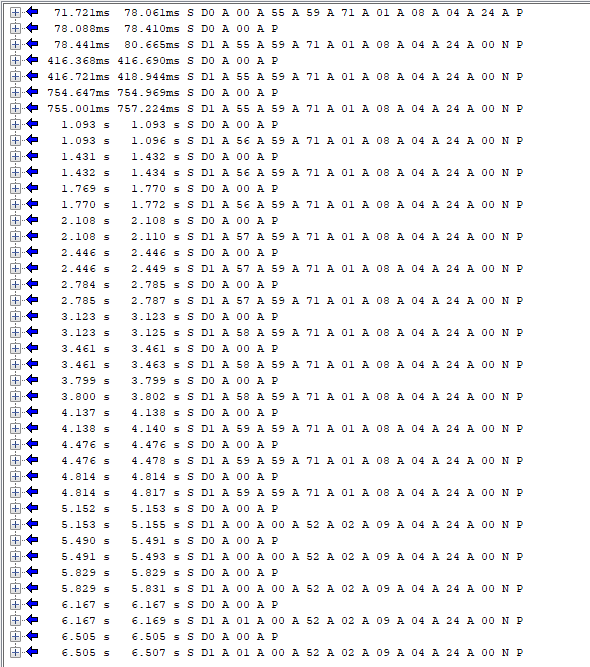 71.721ms 78.061ms S D0 A 00 A 55 A 59 A 71 A 01 A 08 A 04 A 24 A P
78.088ms 78.410ms S D0 A 00 A P
78.441ms 80.665ms S D1 A 55 A 59 A 71 A 01 A 08 A 04 A 24 A 00 N P
416.368ms 416.690ms S D0 A 00 A P
416.721ms 418.944ms S D1 A 55 A 59 A 71 A 01 A 08 A 04 A 24 A 00 N P
754.647ms 754.969ms S D0 A 00 A P
755.001ms 757.224ms S D1 A 55 A 59 A 71 A 01 A 08 A 04 A 24 A 00 N P
1.093 s 1.093 s S D0 A 00 A P
1.093 s 1.096 s S D1 A 56 A 59 A 71 A 01 A 08 A 04 A 24 A 00 N P
1.431 s 1.432 s S D0 A 00 A P
1.432 s 1.434 s S D1 A 56 A 59 A 71 A 01 A 08 A 04 A 24 A 00 N P
1.769 s 1.770 s S D0 A 00 A P
1.770 s 1.772 s S D1 A 56 A 59 A 71 A 01 A 08 A 04 A 24 A 00 N P
2.108 s 2.108 s S D0 A 00 A P
2.108 s 2.110 s S D1 A 57 A 59 A 71 A 01 A 08 A 04 A 24 A 00 N P
2.446 s 2.446 s S D0 A 00 A P
2.446 s 2.449 s S D1 A 57 A 59 A 71 A 01 A 08 A 04 A 24 A 00 N P
2.784 s 2.785 s S D0 A 00 A P
2.785 s 2.787 s S D1 A 57 A 59 A 71 A 01 A 08 A 04 A 24 A 00 N P
3.123 s 3.123 s S D0 A 00 A P
3.123 s 3.125 s S D1 A 58 A 59 A 71 A 01 A 08 A 04 A 24 A 00 N P
3.461 s 3.461 s S D0 A 00 A P
3.461 s 3.463 s S D1 A 58 A 59 A 71 A 01 A 08 A 04 A 24 A 00 N P
3.799 s 3.799 s S D0 A 00 A P
3.800 s 3.802 s S D1 A 58 A 59 A 71 A 01 A 08 A 04 A 24 A 00 N P
4.137 s 4.138 s S D0 A 00 A P
4.138 s 4.140 s S D1 A 59 A 59 A 71 A 01 A 08 A 04 A 24 A 00 N P
4.476 s 4.476 s S D0 A 00 A P
4.476 s 4.478 s S D1 A 59 A 59 A 71 A 01 A 08 A 04 A 24 A 00 N P
4.814 s 4.814 s S D0 A 00 A P
4.814 s 4.817 s S D1 A 59 A 59 A 71 A 01 A 08 A 04 A 24 A 00 N P
5.152 s 5.153 s S D0 A 00 A P
5.153 s 5.155 s S D1 A 00 A 00 A 52 A 02 A 09 A 04 A 24 A 00 N P
5.490 s 5.491 s S D0 A 00 A P
5.491 s 5.493 s S D1 A 00 A 00 A 52 A 02 A 09 A 04 A 24 A 00 N P
5.829 s 5.829 s S D0 A 00 A P
5.829 s 5.831 s S D1 A 00 A 00 A 52 A 02 A 09 A 04 A 24 A 00 N P
6.167 s 6.167 s S D0 A 00 A P
6.167 s 6.169 s S D1 A 01 A 00 A 52 A 02 A 09 A 04 A 24 A 00 N P
6.505 s 6.505 s S D0 A 00 A P
6.505 s 6.507 s S D1 A 01 A 00 A 52 A 02 A 09 A 04 A 24 A 00 N P